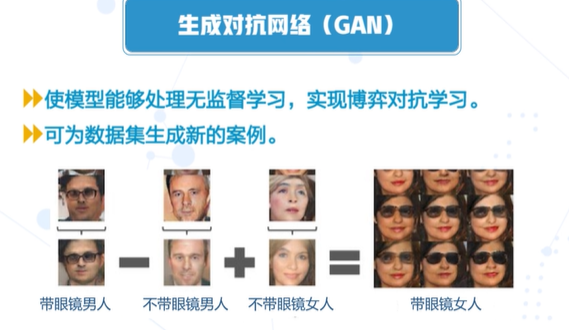 生成对抗网络（GAN）
使模型能够处理无监督学习，实现博弈对抗学习。
可为数据集生成新的案例。
带眼镜男人 不带眼镜男人 不带眼镜女人 带眼镜女人